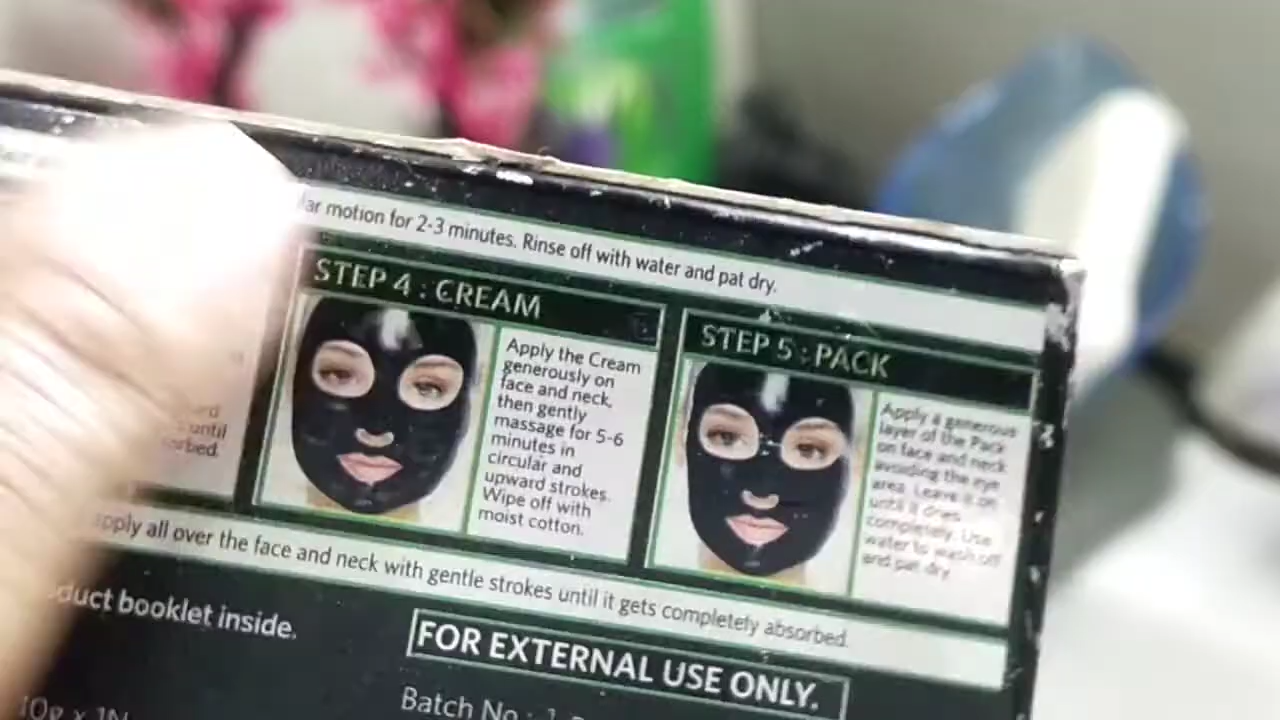 ar motion for 2-3 minutes. Rinse off with water and pat dry.
STEP 4 : CREAM
Apply the Cream
generously on
face and neck,
then gently
massage for 5-6
minutes in
circular and
upward strokes.
Wipe off with
moist cotton.
STEP 5 : PACK
Apply a generous
layer of the Pack
on face and neck
avoiding the eye
area. Leave it on
until it dries
completely. Use
water to wash off
and pat dry.
until
apply all over the face and neck with gentle strokes until it gets completely absorbed.
duct booklet inside.
FOR EXTERNAL USE ONLY.
Batch No.: